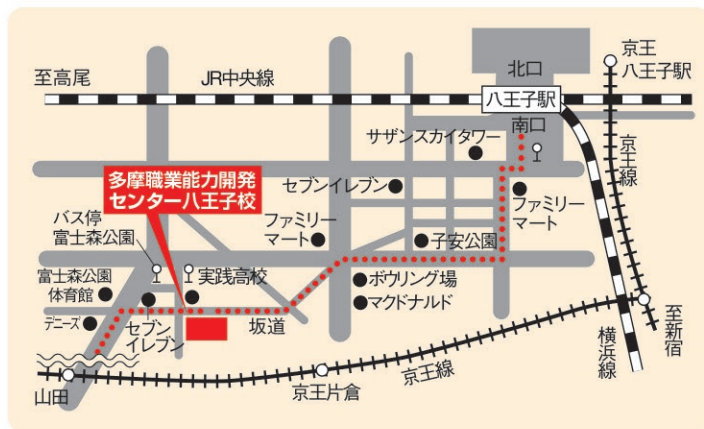 京王
八王子駅
北口
至高尾
JR中央線
八王子駅
南口
サザンスカイタワー
京王線
多摩職業能力開発
センター八王子校
セブンイレブン
バス停
富士森公園
ファミリー
マート
ファミリー
マート
子安公園
富士森公園
体育館
実践高校
ボウリング場
マクドナルド
デニーズ
セブン
イレブン
坂道
至新宿
横浜線
山田
京王片倉
京王線